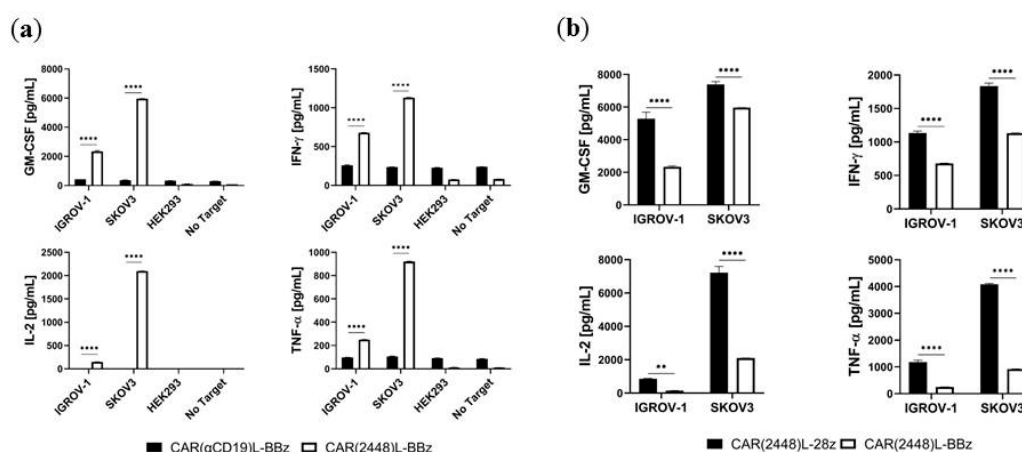 (a)
(b)
GM-CSF [pg/mL]
8000
6000
4000
2000
0
****
****
IGROV-1
SKOV3
HEK293
No Target
IFN-γ [pg/mL]
1500
1000
500
0
****
****
IGROV-1
SKOV3
HEK293
No Target
IL-2 [pg/mL]
2500
2000
1500
1000
500
0
****
****
IGROV-1
SKOV3
HEK293
No Target
TNF-α [pg/mL]
1000
800
600
400
200
0
****
****
IGROV-1
SKOV3
HEK293
No Target
CAR(αCD19)L-BBz
CAR(2448)L-BBz
GM-CSF [pg/mL]
8000
6000
4000
2000
0
****
****
IGROV-1
SKOV3
IFN-γ [pg/mL]
2000
1500
1000
500
0
****
****
IGROV-1
SKOV3
IL-2 [pg/mL]
8000
6000
4000
2000
0
**
****
IGROV-1
SKOV3
TNF-α [pg/mL]
5000
4000
3000
2000
1000
0
****
****
IGROV-1
SKOV3
CAR(2448)L-28z
CAR(2448)L-BBz